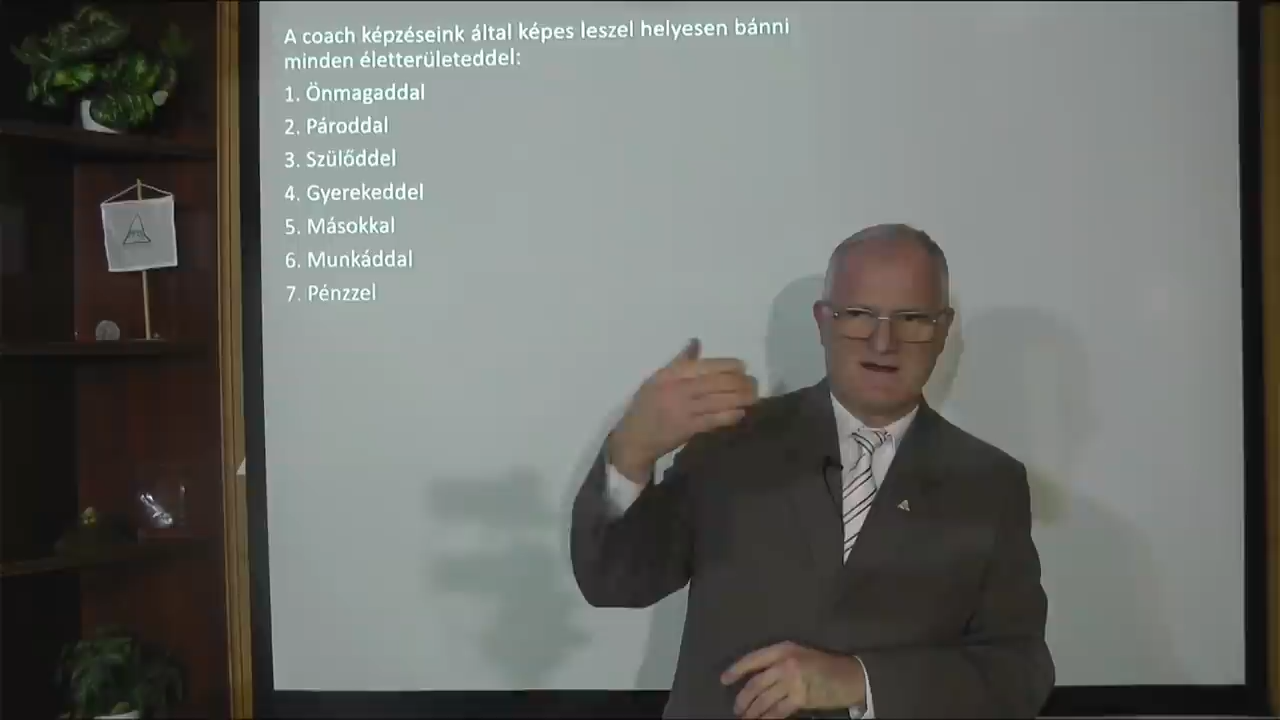 A coach képzéseink által képes leszel helyesen bánni
minden életterületeddel:
1. Önmagaddal
2. Pároddal
3. Szülőddel
4. Gyerekeddel
5. Másokkal
6. Munkáddal
7. Pénzzel